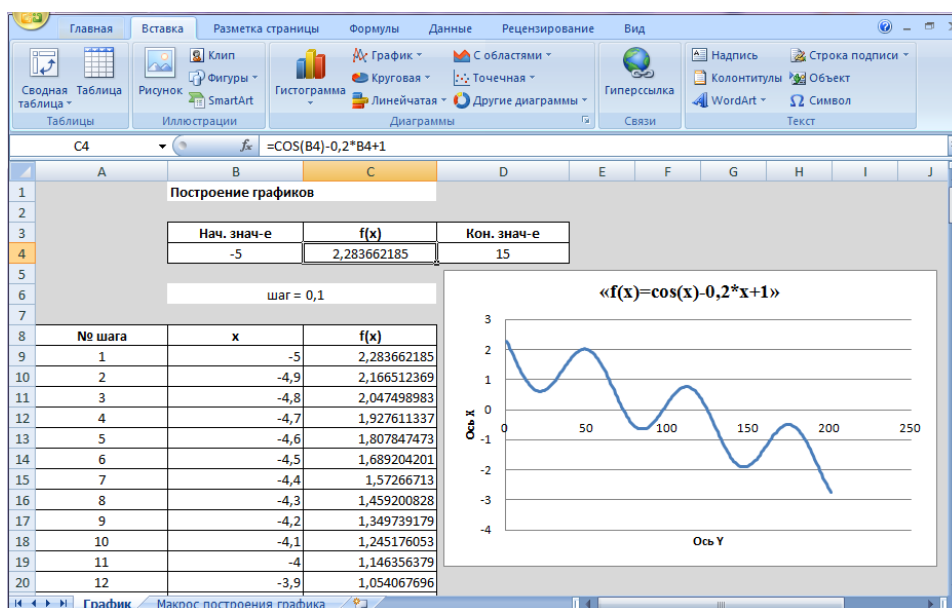 Главная Вставка Разметка страницы Формулы Данные Рецензирование Вид
Клип График С областями Надпись Строка подписи
Фигуры Круговая Точечная Колонтитулы Объект
Сводная таблица Таблица Рисунок SmartArt Гистограмма Линейчатая Другие диаграммы Гиперссылка WordArt Символ
Таблицы Иллюстрации Диаграммы Связи Текст
C4 fx =COS(B4)-0,2*B4+1
A B C D E F G H I J
1 Построение графиков
2
3 Нач. знач-е f(x) Кон. знач-е
4 -5 2,283662185 15
5
6 шаг = 0,1
7
8 № шага x f(x)
9 1 -5 2,283662185
10 2 -4,9 2,166512369
11 3 -4,8 2,047498983
12 4 -4,7 1,927611337
13 5 -4,6 1,807847473
14 6 -4,5 1,689204201
15 7 -4,4 1,57266713
16 8 -4,3 1,459200828
17 9 -4,2 1,349739179
18 10 -4,1 1,245176053
19 11 -4 1,146356379
20 12 -3,9 1,054067696
«f(x)=cos(x)-0,2*x+1»
3
2
1
0
-1
-2
-3
-4
0 50 100 150 200 250
Ось X
Ось Y
График Макрос построения графика